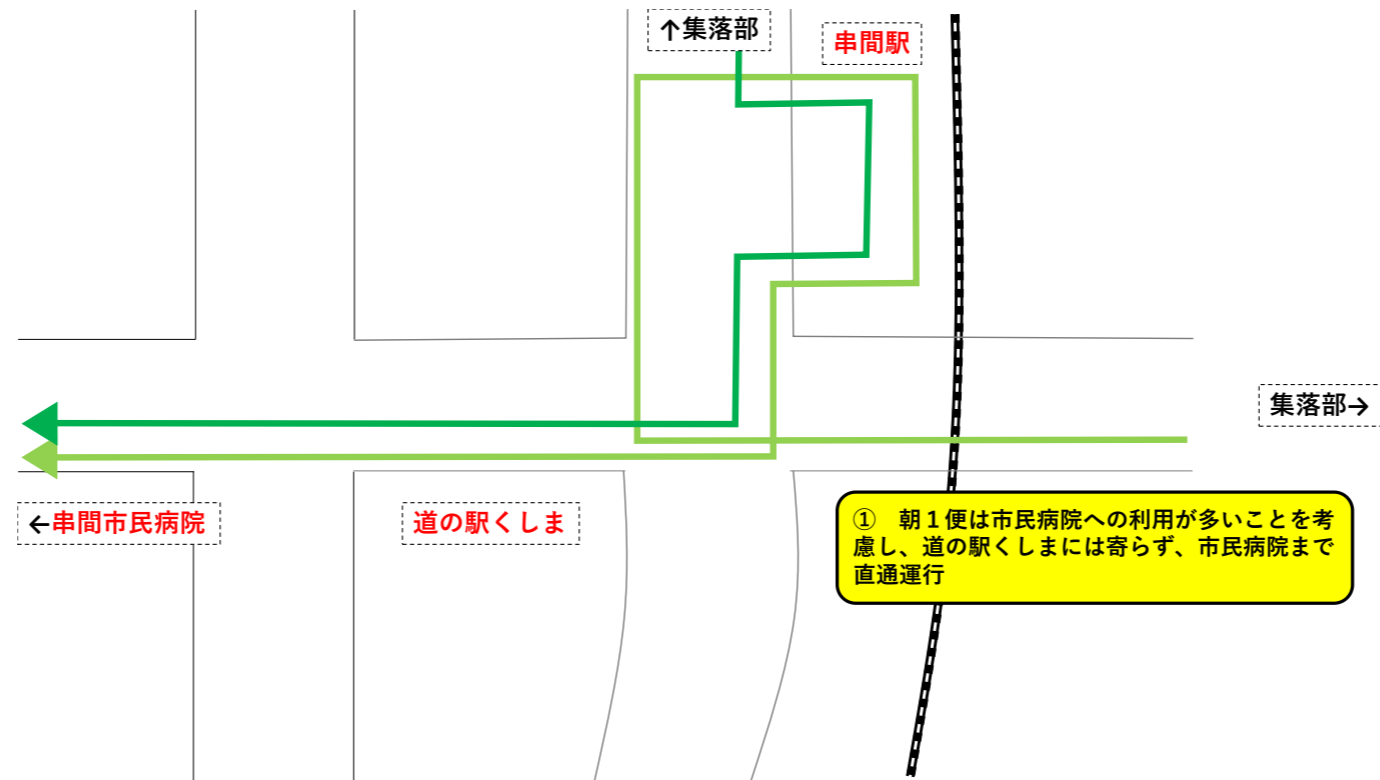 ↑集落部
串間駅
集落部→
←串間市民病院
道の駅くしま
① 朝１便は市民病院への利用が多いことを考
慮し、道の駅くしまには寄らず、市民病院まで
直通運行